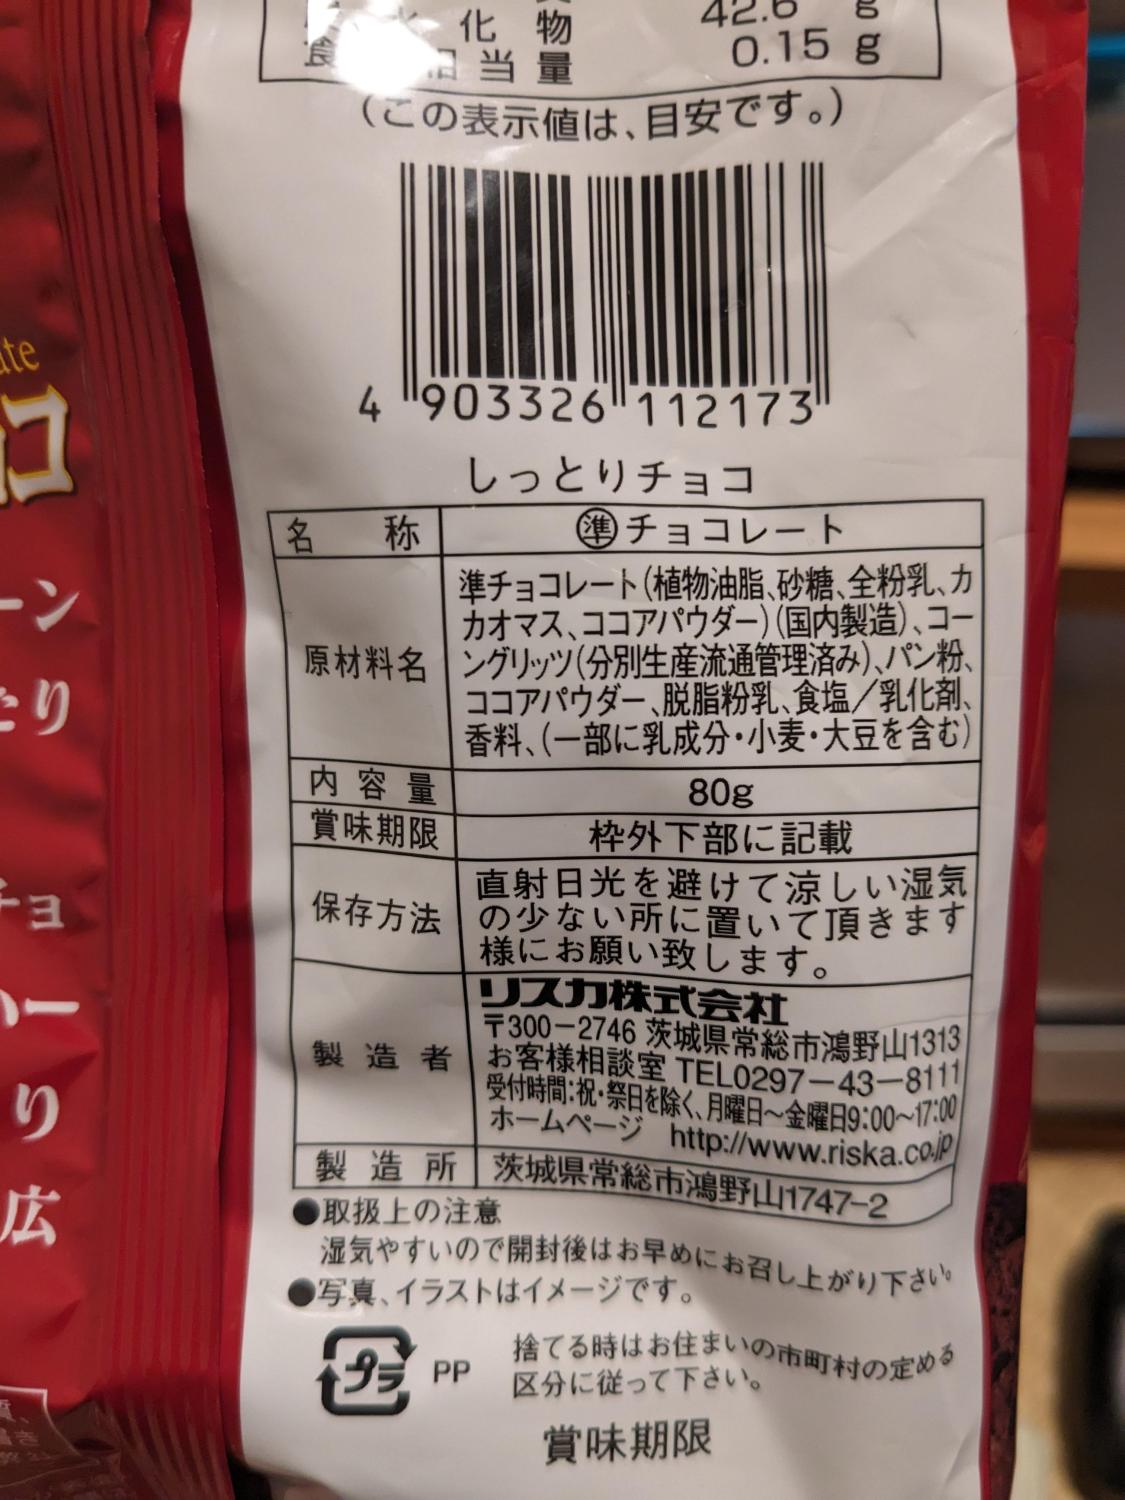 化物 42.6 g
当量 0.15 g
(この表示値は、目安です。)
4 903326 112173
しっとりチョコ
名称 ㊝チョコレート
原材料名
準チョコレート(植物油脂、砂糖、全粉乳、カ
カオマス、ココアパウダー)(国内製造)、コー
ングリッツ(分別生産流通管理済み)、パン粉、
ココアパウダー、脱脂粉乳、食塩/乳化剤、
香料、(一部に乳成分・小麦・大豆を含む)
内容量 80g
賞味期限 枠外下部に記載
保存方法
直射日光を避けて涼しい湿気
の少ない所に置いて頂きます
様にお願い致します。
製造者
リスカ株式会社
〒300-2746 茨城県常総市鴻野山1313
お客様相談室 TEL0297-43-8111
受付時間:祝・祭日を除く、月曜日〜金曜日9:00〜17:00
ホームページ http://www.riska.co.jp
製造所 茨城県常総市鴻野山1747-2
●取扱上の注意
湿気やすいので開封後はお早めにお召し上がり下さい。
●写真、イラストはイメージです。
プラ PP
捨てる時はお住まいの市町村の定める
区分に従って下さい。
賞味期限
コ
ーン
り
チョ
ー
り
広